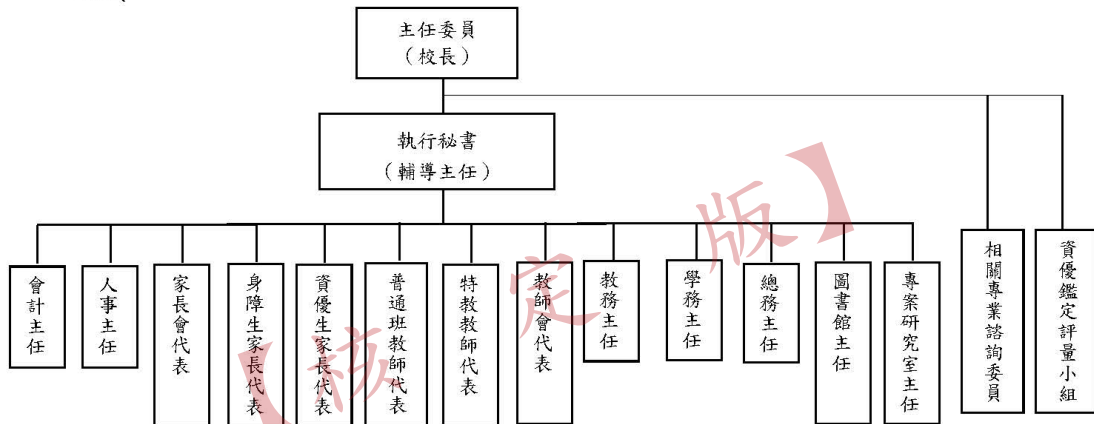 主任委員
（校長）
執行秘書
（輔導主任）
會計主任
人事主任
家長會代表
身障生家長代表
資優生家長代表
普通班教師代表
特教教師代表
教師會代表
教務主任
學務主任
總務主任
圖書館主任
專案研究室主任
相關專業諮詢委員
資優鑑定評量小組
【核定版】